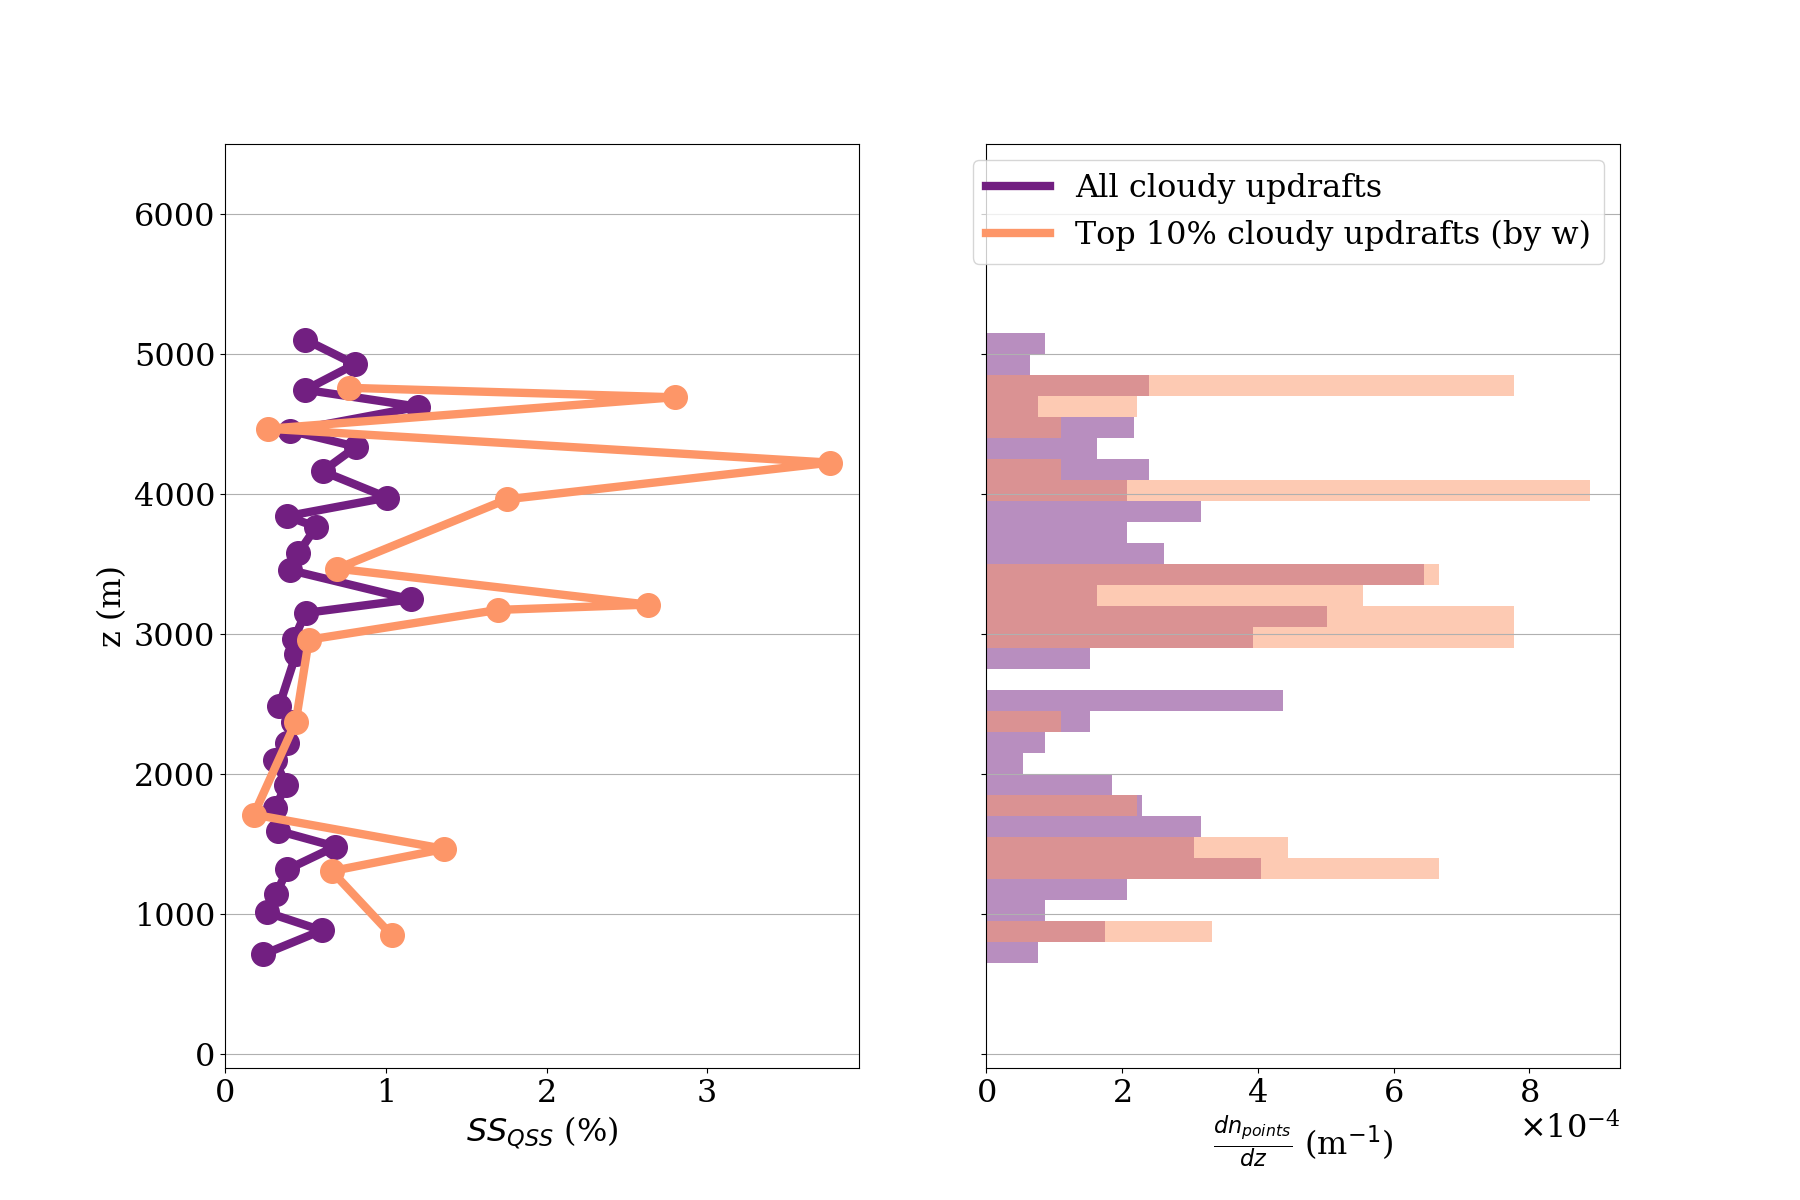 6000
5000
4000
3000
2000
1000
0
z (m)
0 1 2 3
SS_QSS (%)
All cloudy updrafts
Top 10% cloudy updrafts (by w)
0 2 4 6 8
×10⁻⁴
dn_points/dz (m⁻¹)